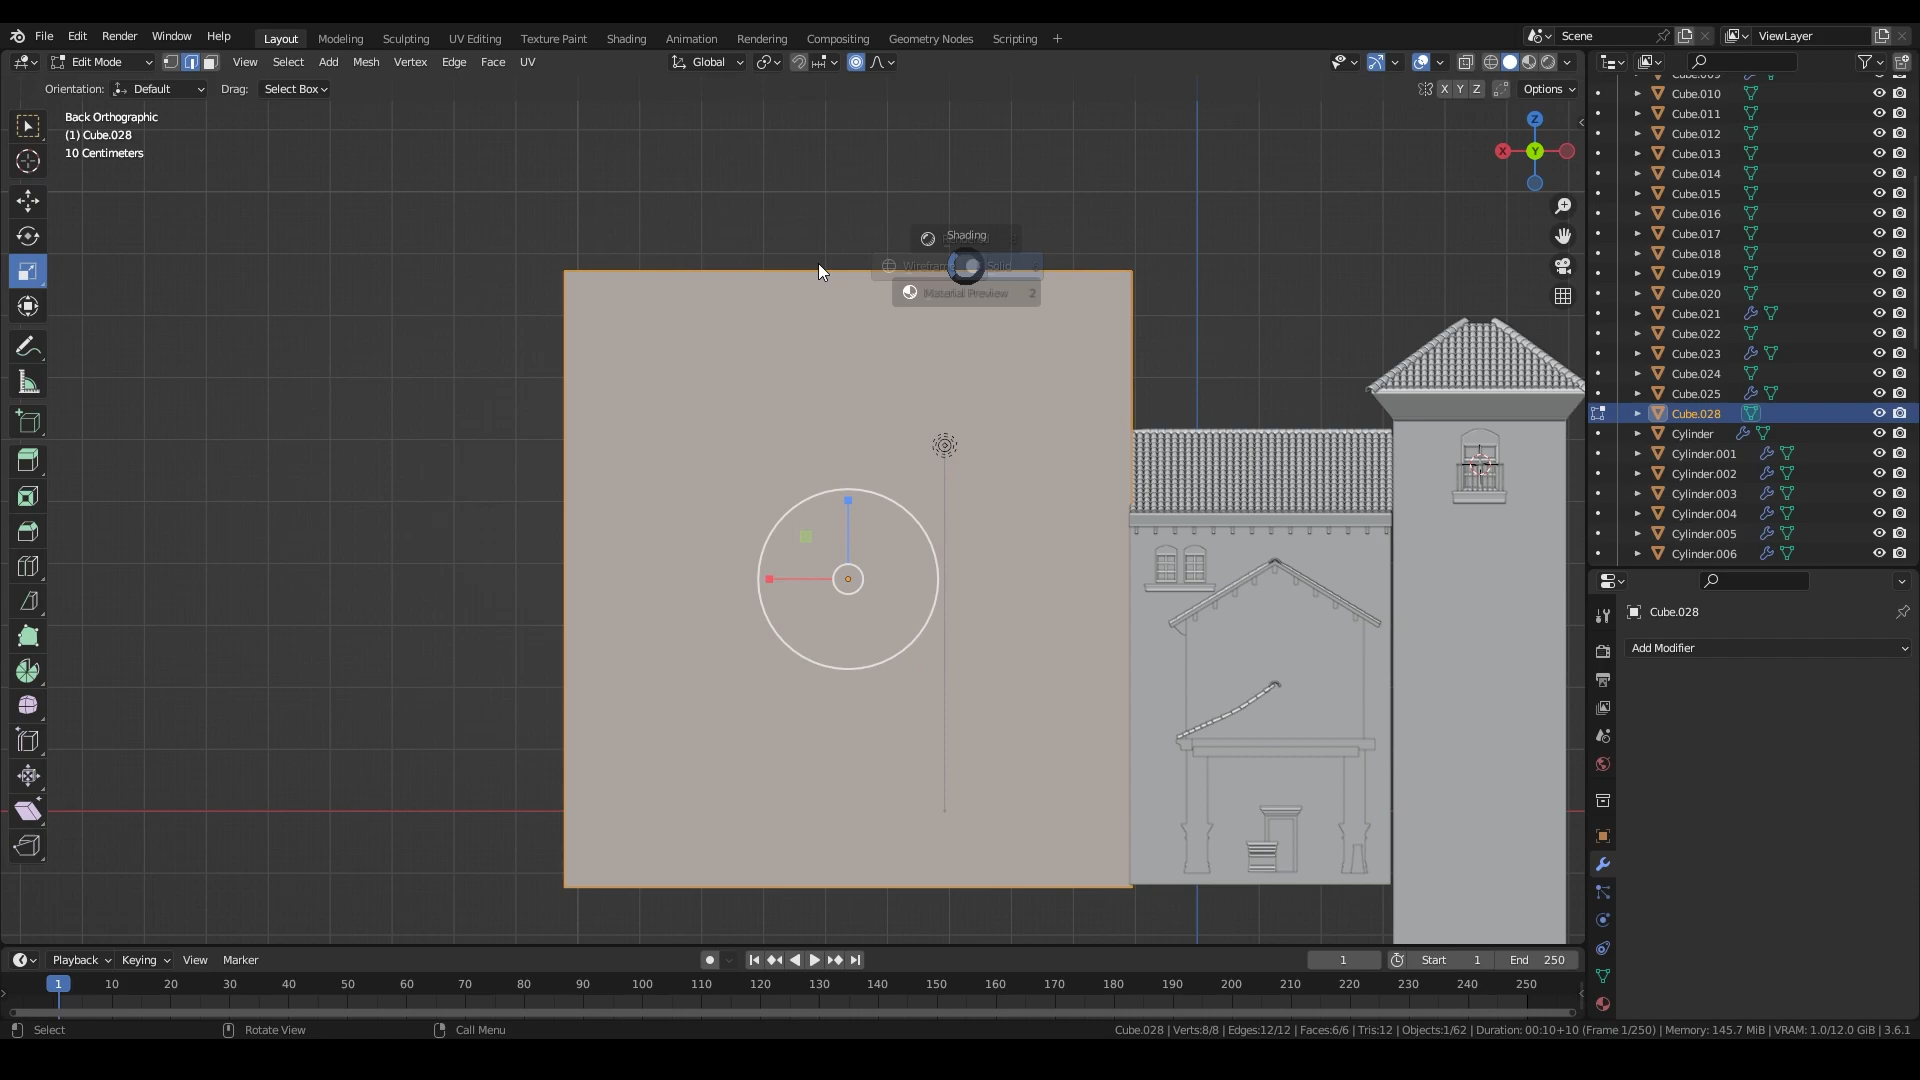 File Edit Render Window Help Layout Modeling Sculpting UV Editing Texture Paint Shading Animation Rendering Compositing Geometry Nodes Scripting + Scene ViewLayer
Edit Mode View Select Add Mesh Vertex Edge Face UV Global
Orientation: Default Drag: Select Box X Y Z Options
Back Orthographic
(1) Cube.028
10 Centimeters
Z
X Y
Shading
Wireframe Solid
Material Preview 2
Cube.009
Cube.010
Cube.011
Cube.012
Cube.013
Cube.014
Cube.015
Cube.016
Cube.017
Cube.018
Cube.019
Cube.020
Cube.021
Cube.022
Cube.023
Cube.024
Cube.025
Cube.028
Cylinder
Cylinder.001
Cylinder.002
Cylinder.003
Cylinder.004
Cylinder.005
Cylinder.006
Cube.028
Add Modifier
Playback Keying View Marker 1 Start 1 End 250
1 10 20 30 40 50 60 70 80 90 100 110 120 130 140 150 160 170 180 190 200 210 220 230 240 250
Select Rotate View Call Menu Cube.028 | Verts:8/8 | Edges:12/12 | Faces:6/6 | Tris:12 | Objects:1/62 | Duration: 00:10+10 (Frame 1/250) | Memory: 145.7 MiB | VRAM: 1.0/12.0 GiB | 3.6.1